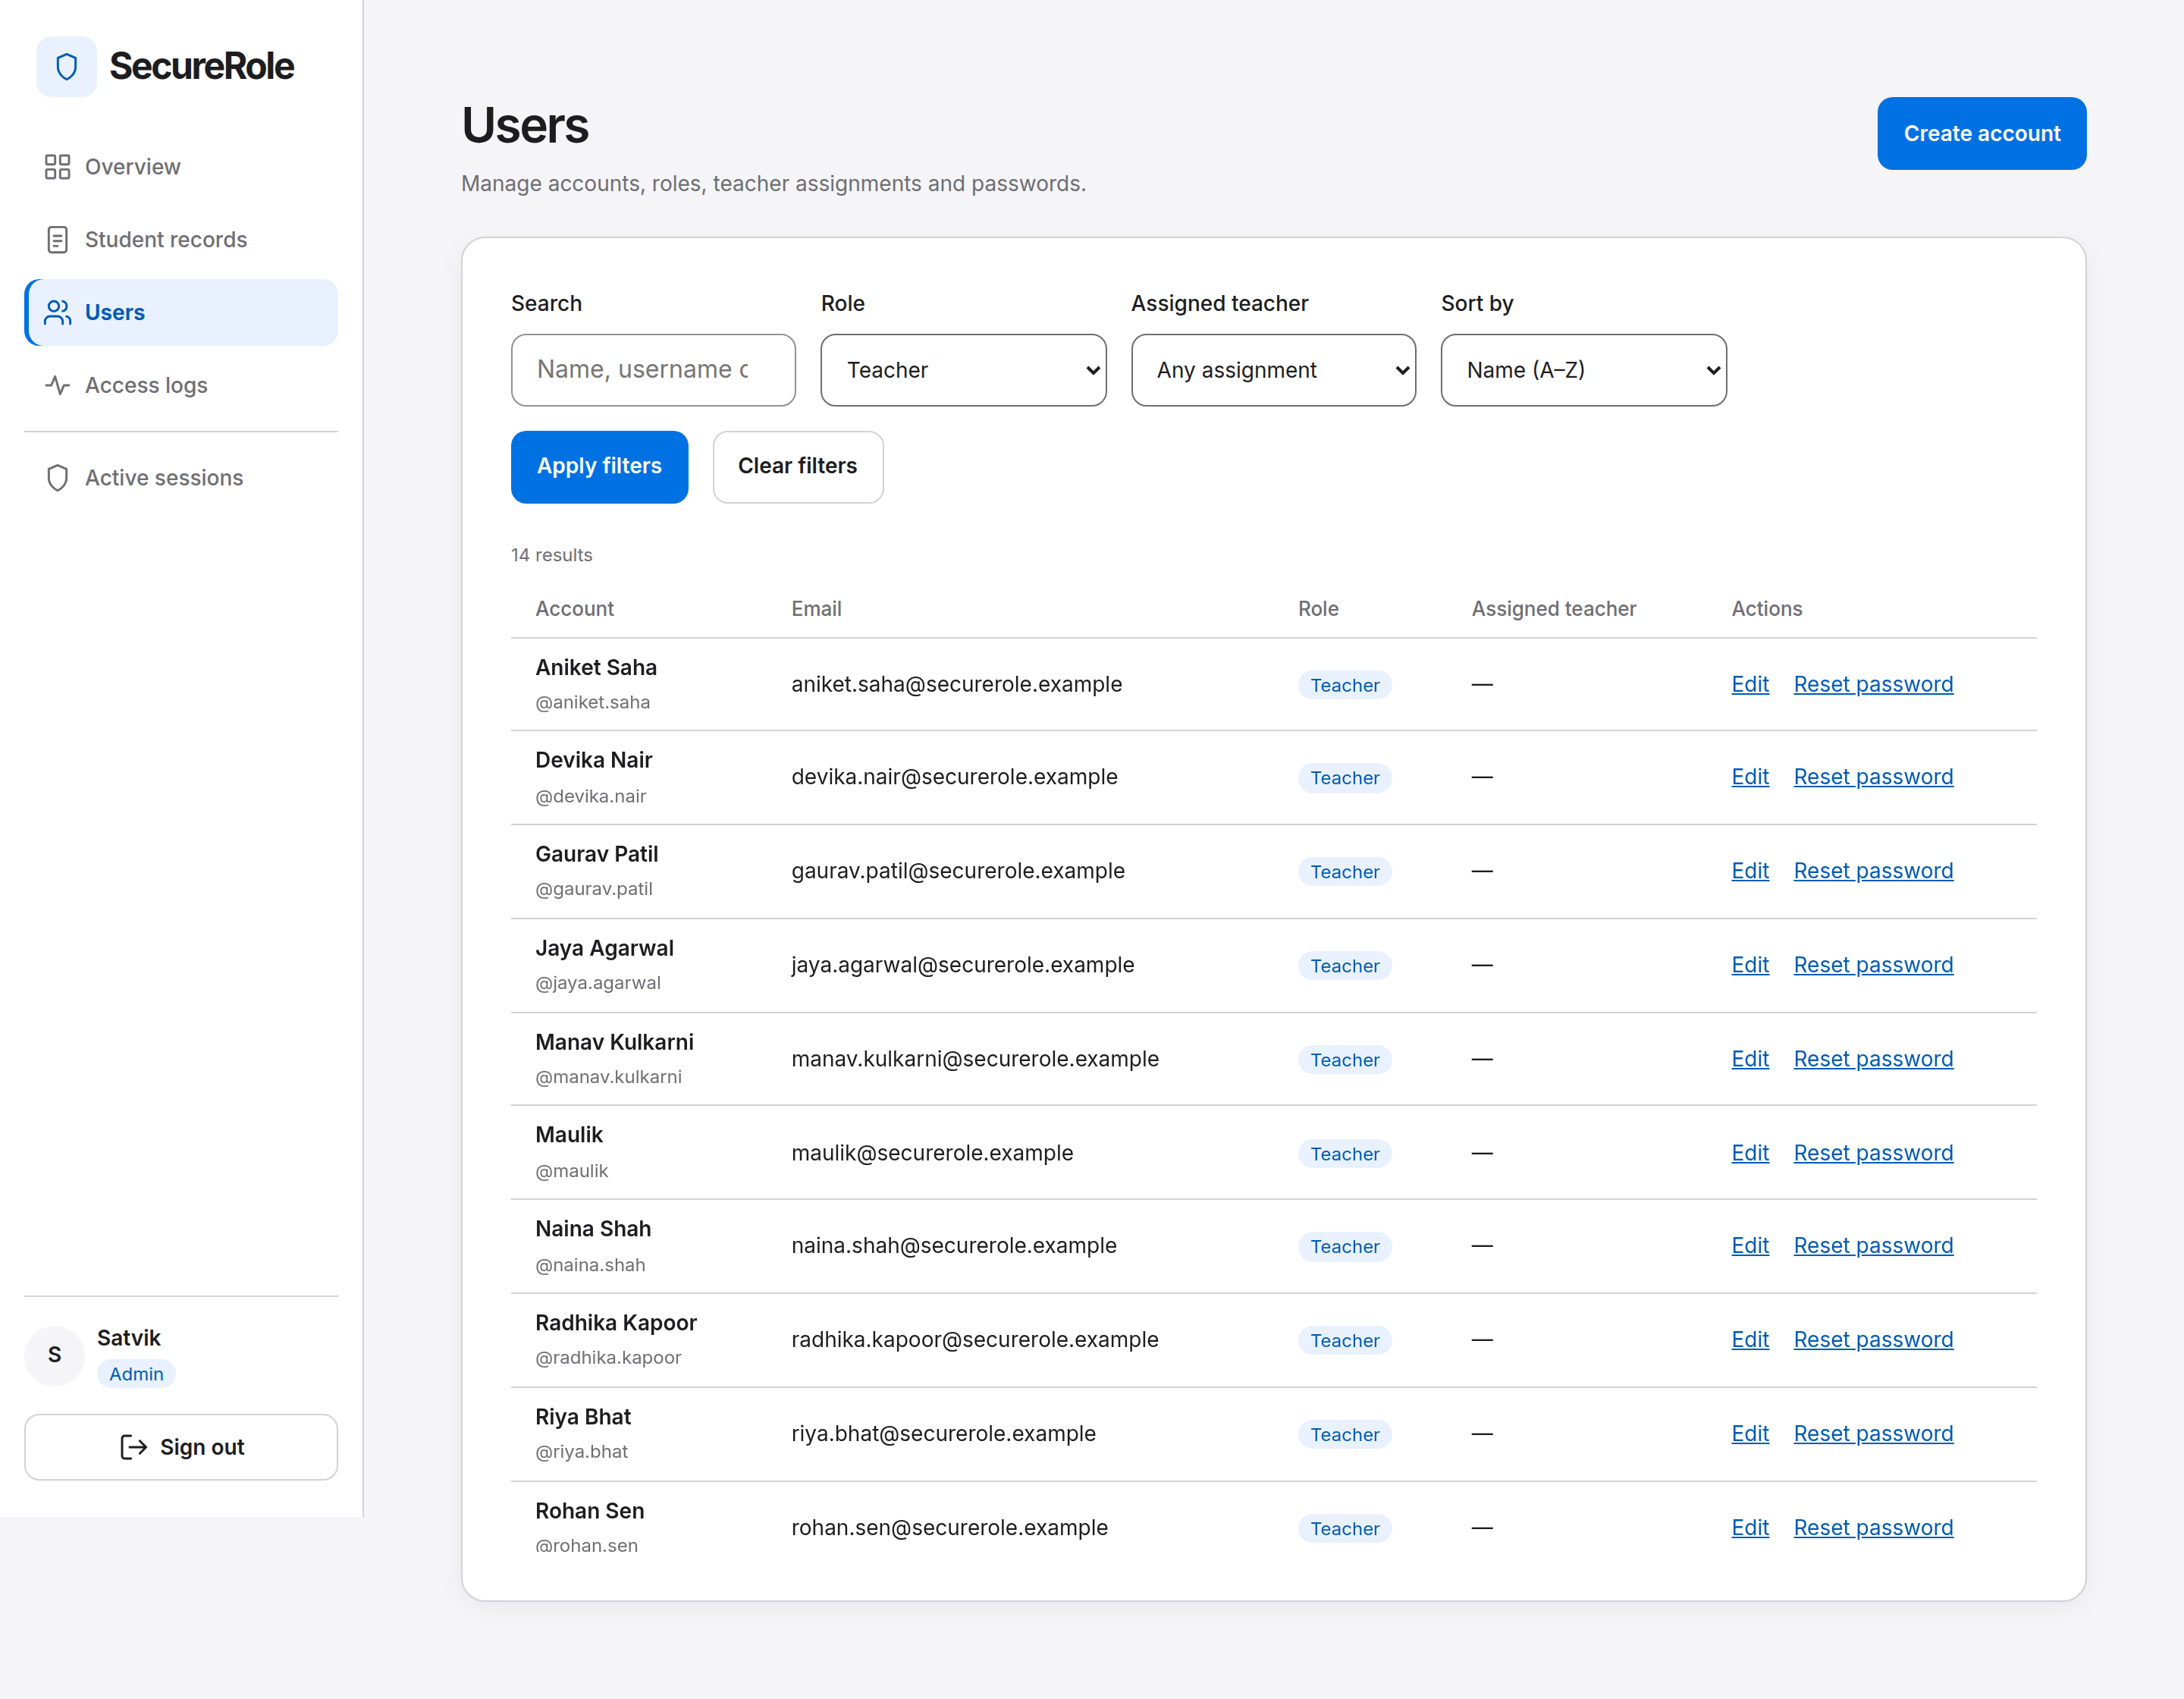 SecureRole
Overview
Student records
Users
Access logs
Active sessions
S
Satvik
Admin
Sign out
Users
Manage accounts, roles, teacher assignments and passwords.
Create account
Search Role Assigned teacher Sort by
Name, username o Teacher Any assignment Name (A–Z)
Apply filters Clear filters
14 results
Account Email Role Assigned teacher Actions
Aniket Saha
@aniket.saha
aniket.saha@securerole.example Teacher — Edit Reset password
Devika Nair
@devika.nair
devika.nair@securerole.example Teacher — Edit Reset password
Gaurav Patil
@gaurav.patil
gaurav.patil@securerole.example Teacher — Edit Reset password
Jaya Agarwal
@jaya.agarwal
jaya.agarwal@securerole.example Teacher — Edit Reset password
Manav Kulkarni
@manav.kulkarni
manav.kulkarni@securerole.example Teacher — Edit Reset password
Maulik
@maulik
maulik@securerole.example Teacher — Edit Reset password
Naina Shah
@naina.shah
naina.shah@securerole.example Teacher — Edit Reset password
Radhika Kapoor
@radhika.kapoor
radhika.kapoor@securerole.example Teacher — Edit Reset password
Riya Bhat
@riya.bhat
riya.bhat@securerole.example Teacher — Edit Reset password
Rohan Sen
@rohan.sen
rohan.sen@securerole.example Teacher — Edit Reset password